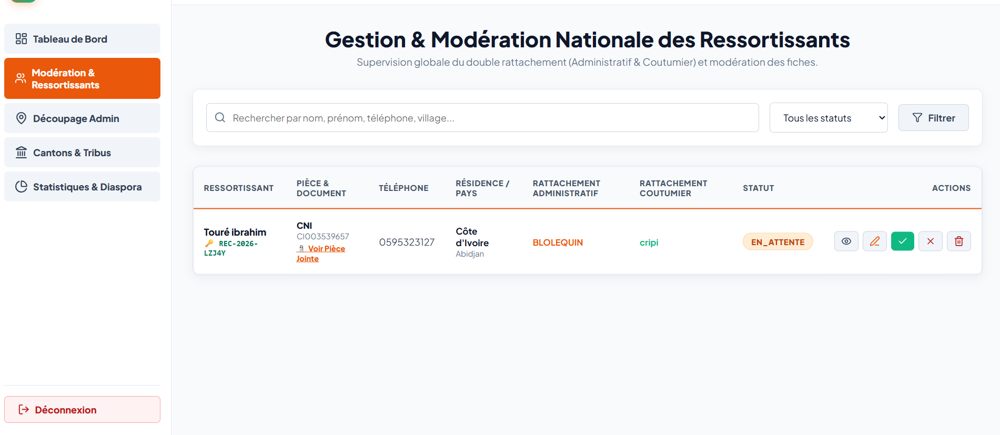 Tableau de Bord
Modération &
Ressortissants
Découpage Admin
Cantons & Tribus
Statistiques & Diaspora
Déconnexion
Gestion & Modération Nationale des Ressortissants
Supervision globale du double rattachement (Administratif & Coutumier) et modération des fiches.
Rechercher par nom, prénom, téléphone, village...
Tous les statuts
Filtrer
RESSORTISSANT
PIÈCE &
DOCUMENT
TÉLÉPHONE
RÉSIDENCE /
PAYS
RATTACHEMENT
ADMINISTRATIF
RATTACHEMENT
COUTUMIER
STATUT
ACTIONS
Touré ibrahim
REC-2026-
LZJ4Y
CNI
CI003539657
Voir Pièce
Jointe
0595323127
Côte
d'Ivoire
Abidjan
BLOLEQUIN
cripi
EN_ATTENTE